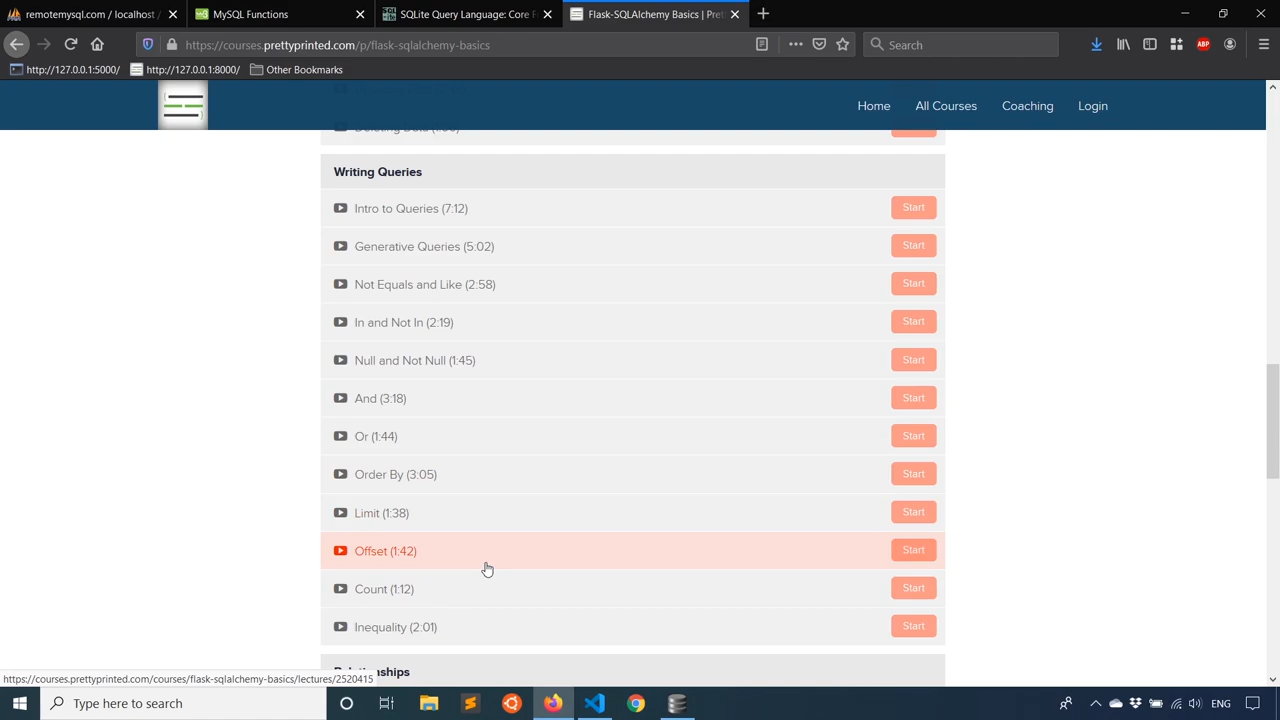 remotemysql.com / localhost
MySQL Functions
SQLite Query Language: Core F
Flask-SQLAlchemy Basics | Pret
https://courses.prettyprinted.com/p/flask-sqlalchemy-basics
Search
ABP
http://127.0.0.1:5000/
http://127.0.0.1:8000/
Other Bookmarks
Home
All Courses
Coaching
Login
Deleting Data
Writing Queries
Intro to Queries (7:12)
Start
Generative Queries (5:02)
Start
Not Equals and Like (2:58)
Start
In and Not In (2:19)
Start
Null and Not Null (1:45)
Start
And (3:18)
Start
Or (1:44)
Start
Order By (3:05)
Start
Limit (1:38)
Start
Offset (1:42)
Start
Count (1:12)
Start
Inequality (2:01)
Start
Relationships
https://courses.prettyprinted.com/courses/flask-sqlalchemy-basics/lectures/2520415
Type here to search
ENG